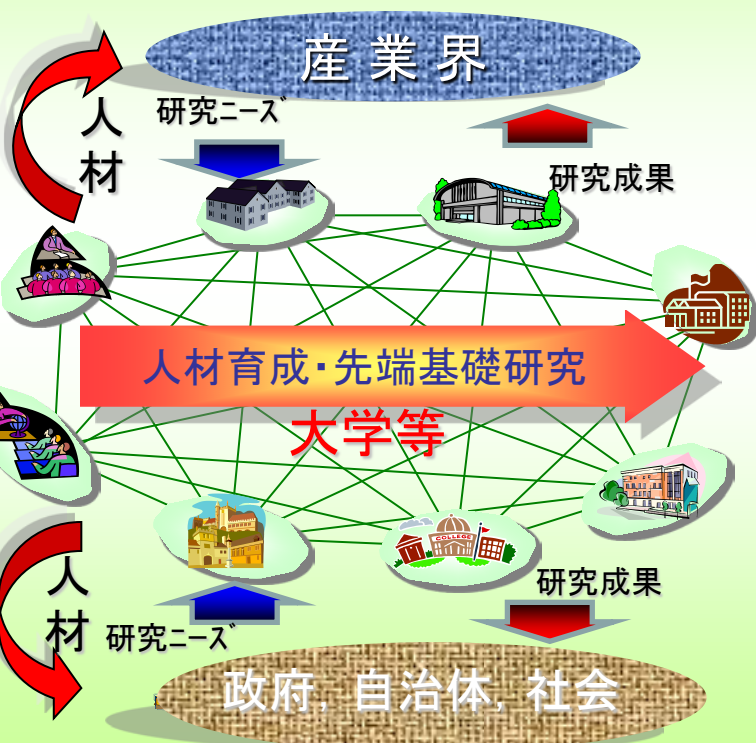 産業界
研究ニーズ
人材
研究成果
人材育成・先端基礎研究
大学等
COLLEGE
研究成果
人材
研究ニーズ
政府，自治体，社会